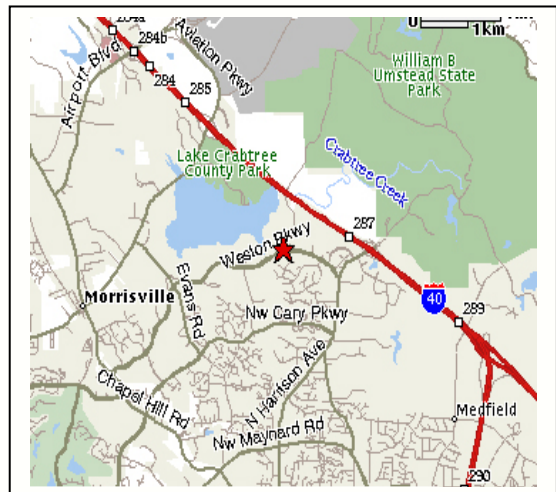 0
1km
284b
284
285
Airport Blvd
Aviation Pkwy
William B
Umstead State
Park
Lake Crabtree
County Park
Crabtree Creek
287
Weston Pkwy
Evans Rd
Morrisville
Nw Cary Pkwy
40
289
N Harrison Ave
Chapel Hill Rd
Nw Maynard Rd
Medfield
290